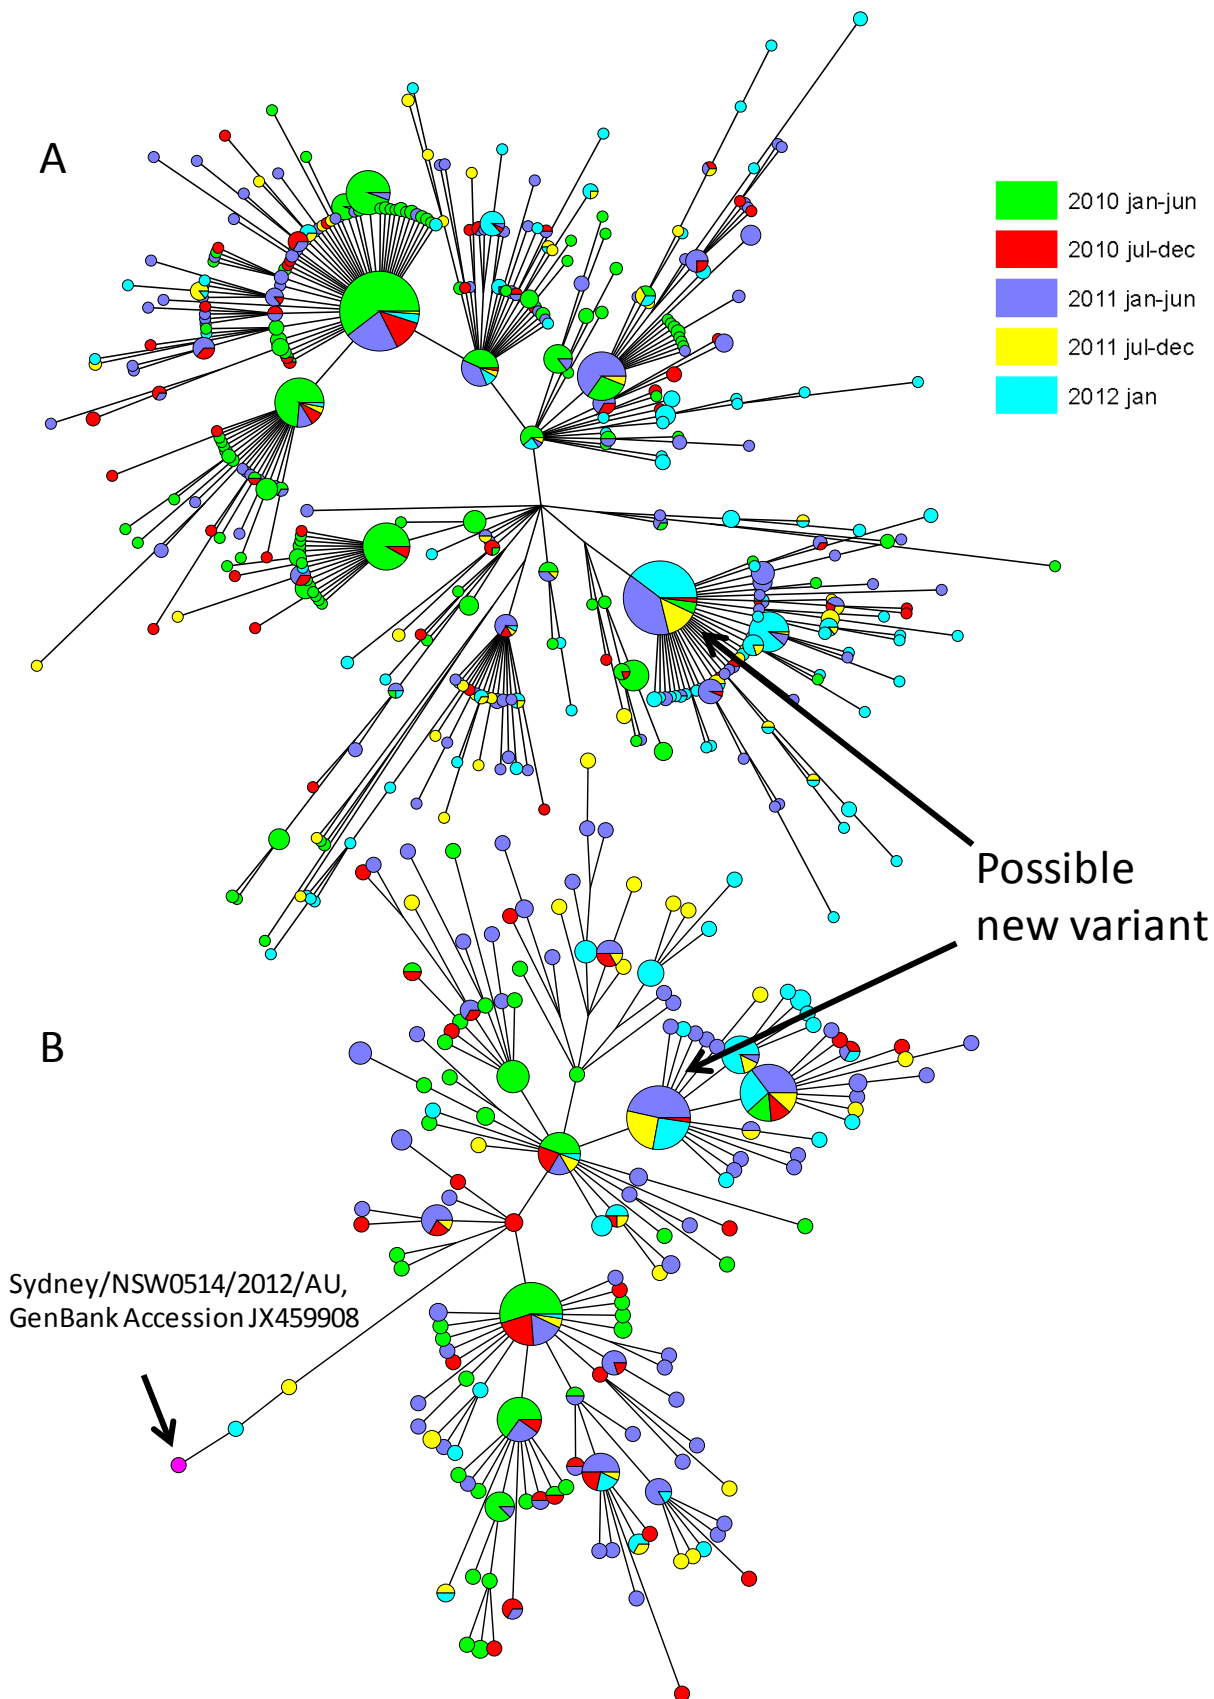 A
2010 jan-jun
2010 jul-dec
2011 jan-jun
2011 jul-dec
2012 jan
Possible
new variant
B
Sydney/NSW0514/2012/AU,
GenBank Accession JX459908